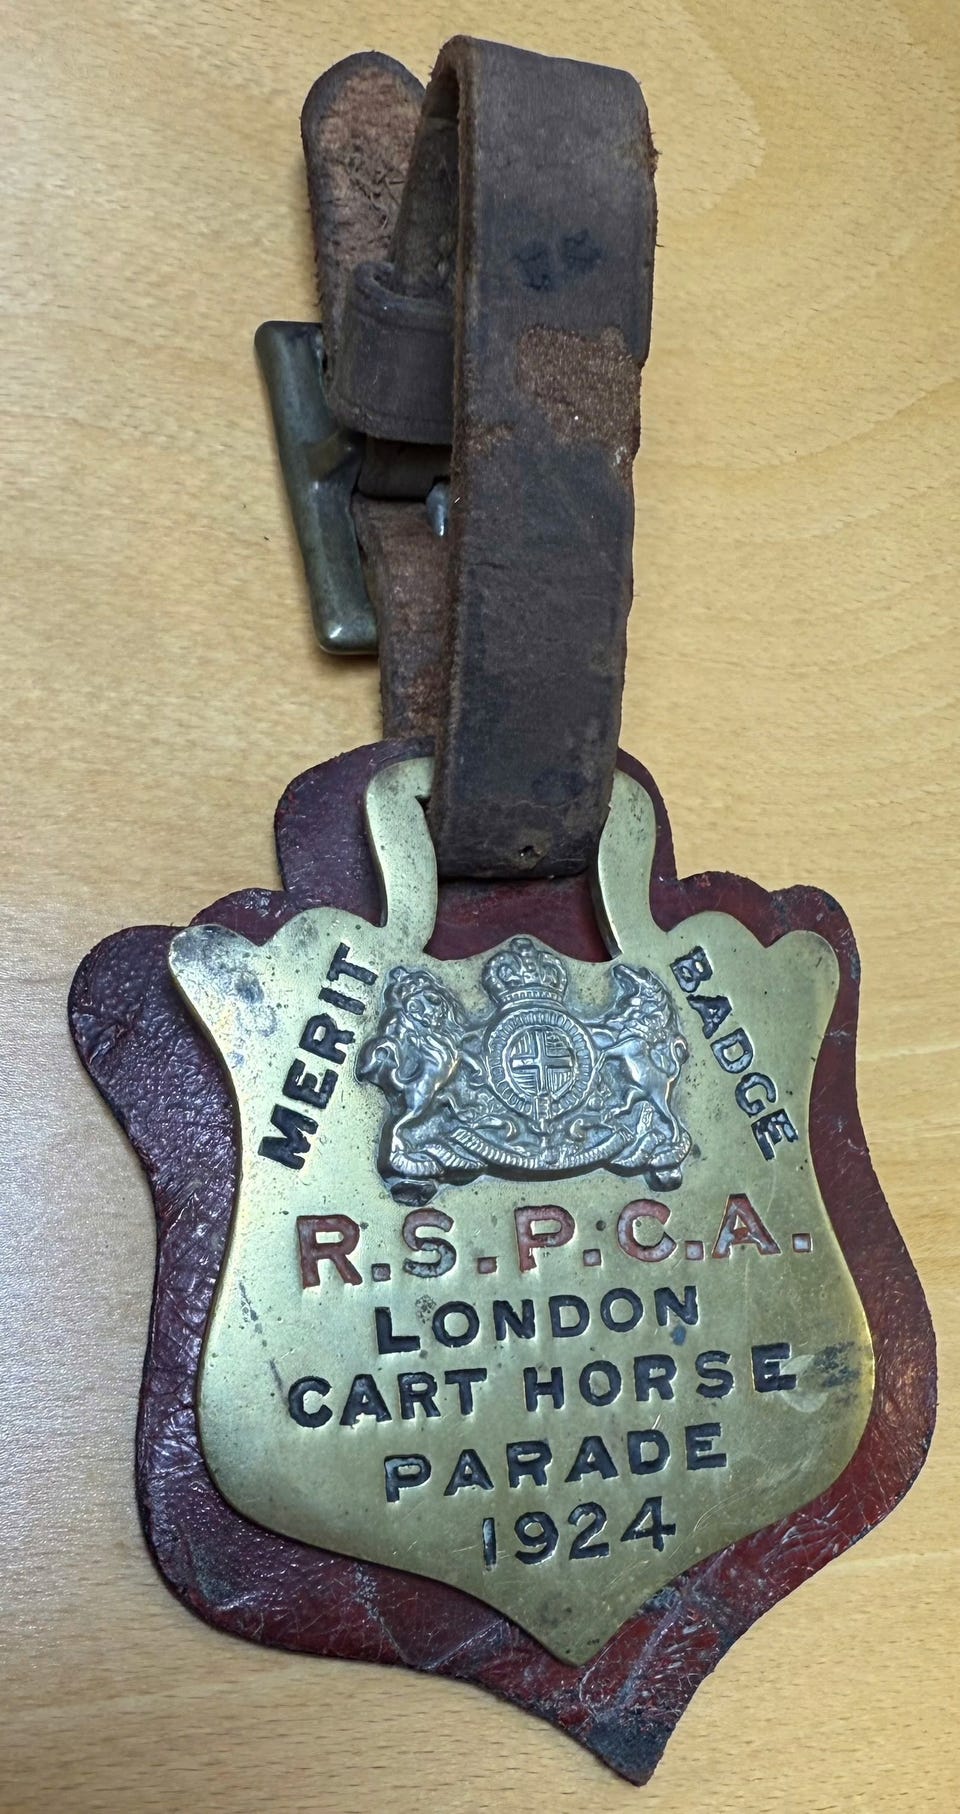 MERIT BADGE
R.S.P.C.A.
LONDON
CART HORSE
PARADE
1924